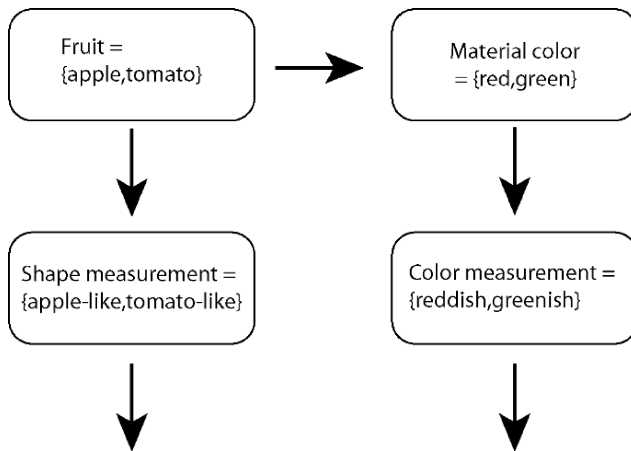 Fruit =
{apple,tomato}
Material color
= {red,green}
Shape measurement =
{apple-like,tomato-like}
Color measurement =
{reddish,greenish}